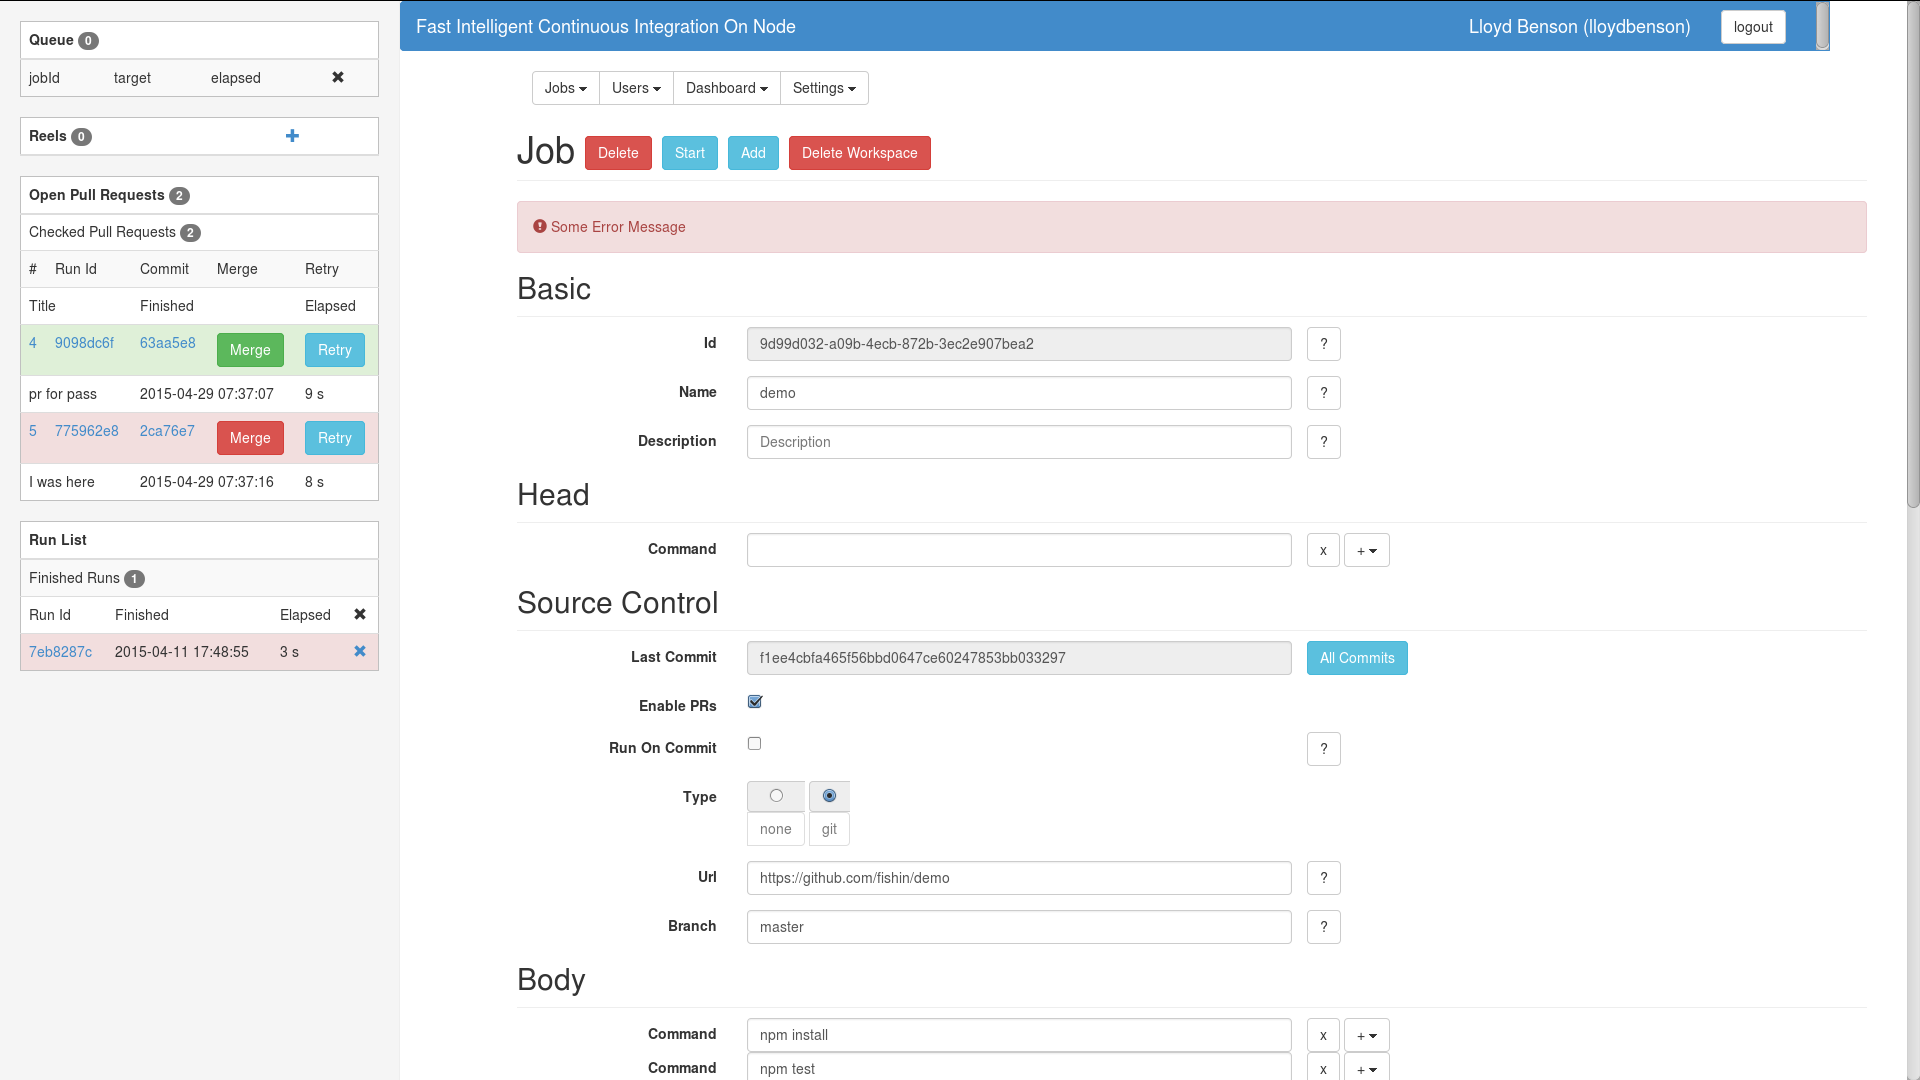 Queue 0
jobId target elapsed
Reels 0
Open Pull Requests 2
Checked Pull Requests 2
# Run Id Commit Merge Retry
Title Finished Elapsed
4 9098dc6f 63aa5e8 Merge Retry
pr for pass 2015-04-29 07:37:07 9 s
5 775962e8 2ca76e7 Merge Retry
I was here 2015-04-29 07:37:16 8 s
Run List
Finished Runs 1
Run Id Finished Elapsed
7eb8287c 2015-04-11 17:48:55 3 s
Fast Intelligent Continuous Integration On Node Lloyd Benson (lloydbenson) logout
Jobs Users Dashboard Settings
Job Delete Start Add Delete Workspace
Some Error Message
Basic
Id 9d99d032-a09b-4ecb-872b-3ec2e907bea2 ?
Name demo ?
Description Description ?
Head
Command x +
Source Control
Last Commit f1ee4cbfa465f56bbd0647ce60247853bb033297 All Commits
Enable PRs
Run On Commit ?
Type
none git
Url https://github.com/fishin/demo ?
Branch master ?
Body
Command npm install x +
Command npm test x +